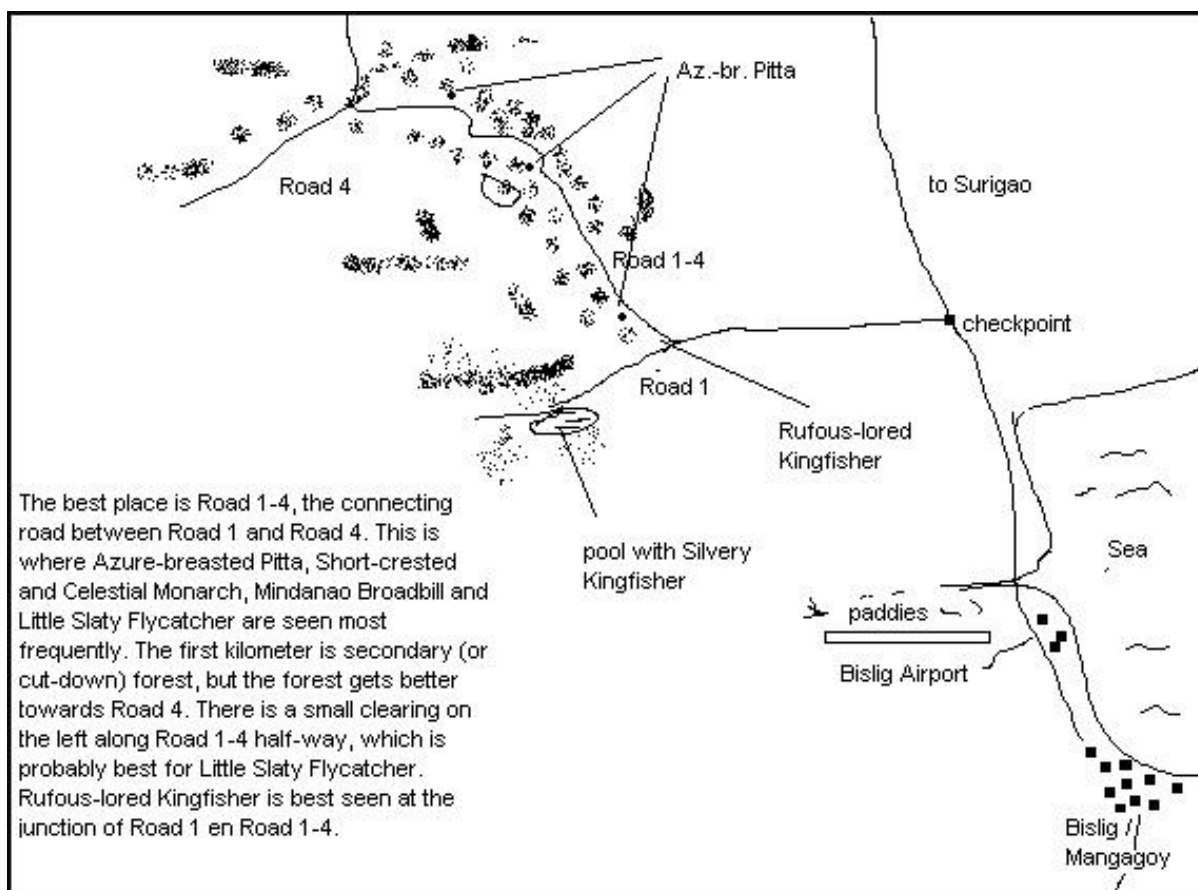 Az.-br. Pitta
Road 4
to Surigao
Road 1-4
checkpoint
Road 1
Rufous-lored
Kingfisher
pool with Silvery
Kingfisher
Sea
paddies
Bislig Airport
Bislig /
Mangagoy
The best place is Road 1-4, the connecting
road between Road 1 and Road 4. This is
where Azure-breasted Pitta, Short-crested
and Celestial Monarch, Mindanao Broadbill and
Little Slaty Flycatcher are seen most
frequently. The first kilometer is secondary (or
cut-down) forest, but the forest gets better
towards Road 4. There is a small clearing on
the left along Road 1-4 half-way, which is
probably best for Little Slaty Flycatcher.
Rufous-lored Kingfisher is best seen at the
junction of Road 1 en Road 1-4.